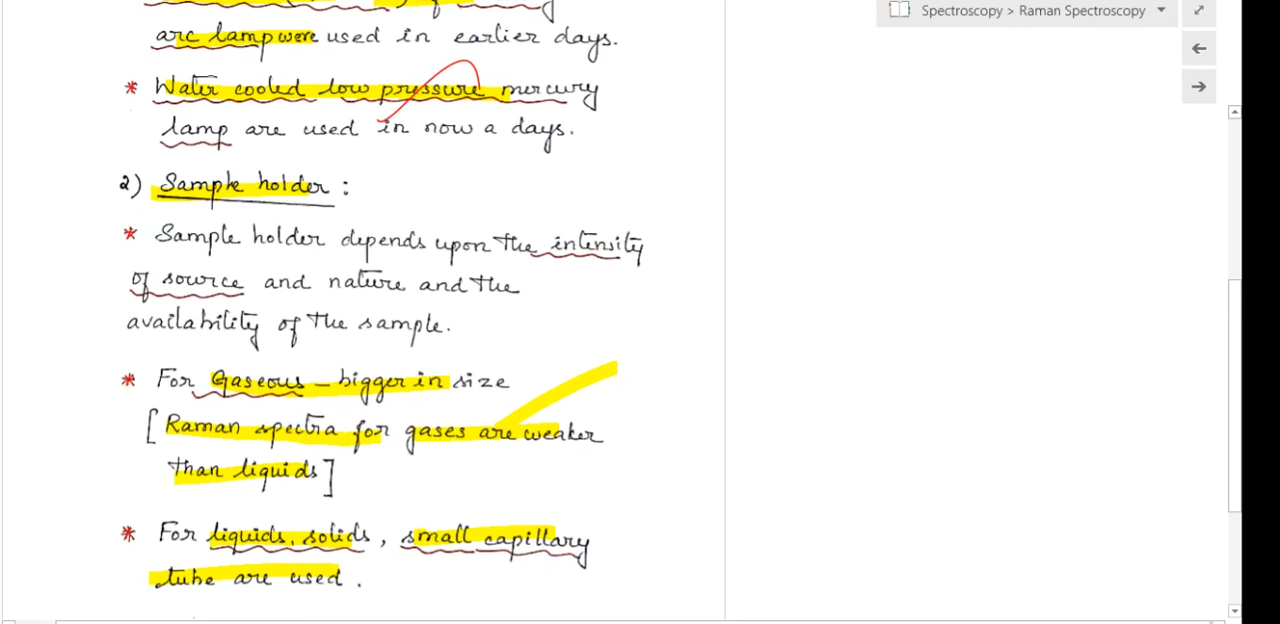 Spectroscopy > Raman Spectroscopy
arc lamp were used in earlier days.
* Water cooled low pressure mercury
lamp are used in now a days.
2) Sample holder :
* Sample holder depends upon the intensity
of source and nature and the
availability of the sample.
* For Gaseous – bigger in size
[Raman spectra for gases are weaker
than liquids]
* For liquids, solids, small capillary
tube are used.